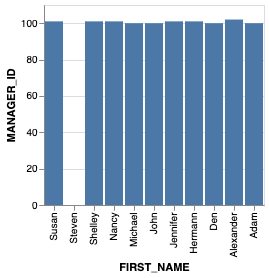 100
80
60
40
20
0
MANAGER_ID
Susan
Steven
Shelley
Nancy
Michael
John
Jennifer
Hermann
Den
Alexander
Adam
FIRST_NAME